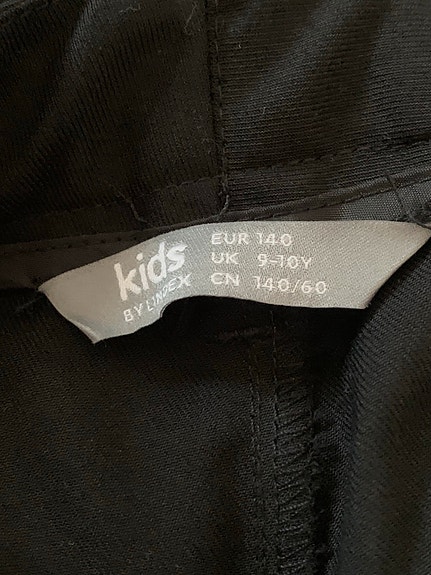 kids
BY LINDEX
EUR 140
UK 9-10Y
CN 140/60